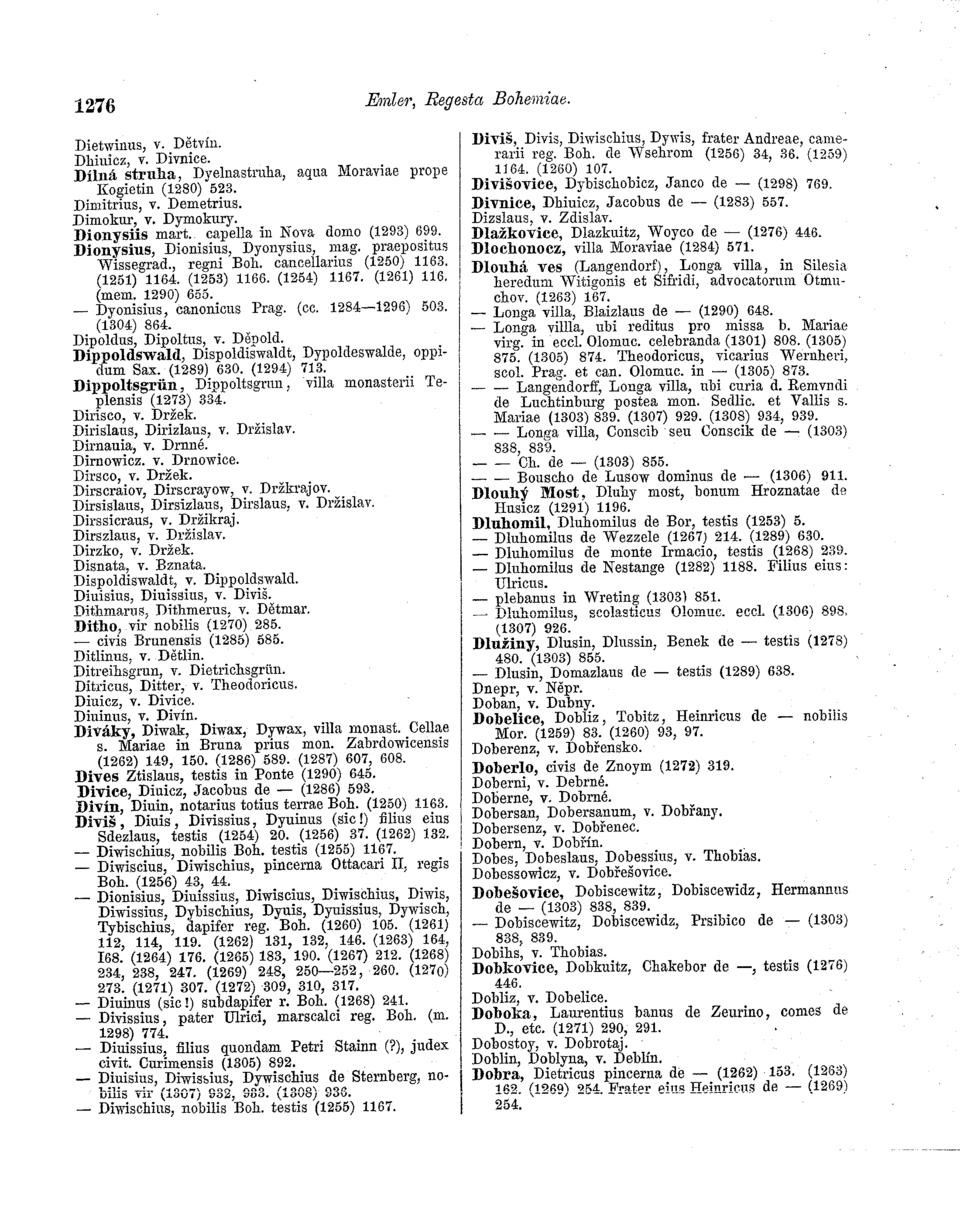 1276
Emler, Regesta Bohemiae.
Dietwinus, v. Dětvín.
Dhiuicz, v. Divnice.
Dílná struha, Dyelnastruha, aqua Moraviae prope
Kogietin (1280) 523.
Dimitrius, v. Demetrius.
Dimokur, v. Dymokury.
Dionysiis mart. capella in Nova domo (1293) 699.
Dionysius, Dionisius, Dyonysius, mag. praepositus
Wissegrad., regni Boh. cancellarius (1250) 1163.
(1251) 1164. (1253) 1166. (1254) 1167. (1261) 116.
(mem. 1290) 655.
— Dyonisius, canonicus Prag. (cc. 1284—1296) 503.
(1304) 864.
Dipoldus, Dipoltus, v. Děpold.
Dippoldswald, Dispoldiswaldt, Dypoldeswalde, oppi-
dum Sax. (1289) 630. (1294) 713.
Dippoltsgrün, Dippoltsgrun, villa monasterii Te-
plensis (1273) 334.
Dirisco, v. Držek.
Dirislaus, Dirizlaus, v. Držislav.
Dirnauia, v. Drnné.
Dirnowicz. v. Drnowice.
Dirsco, v. Držek.
Dirscraiov, Dirscrayow, v. Držkrajov.
Dirsislaus, Dirsizlaus, Dirslaus, v. Držislav.
Dirssicraus, v. Držikraj.
Dirszlaus, v. Držislav.
Dirzko, v. Držek.
Disnata, v. Bznata.
Dispoldiswaldt, v. Dippoldswald.
Diuisius, Diuissius, v. Diviš.
Dithmarus, Dithmerus, v. Dětmar.
Ditho, vir nobilis (1270) 285.
— civis Brunensis (1285) 585.
Ditlinus, v. Dětlin.
Ditreihsgrun, v. Dietrichsgrün.
Ditricus, Ditter, v. Theodoricus.
Diuicz, v. Divice.
Diuinus, v. Divín.
Diváky, Diwak, Diwax, Dywax, villa monast. Cellae
s. Mariae in Bruna prius mon. Zabrdowicensis
(1262) 149, 150. (1286) 589. (1287) 607, 608.
Dives Ztislaus, testis in Ponte (1290) 645.
Divice, Diuicz, Jacobus de — (1286) 593.
Divín, Diuin, notarius totius terrae Boh. (1250) 1163.
Diviš, Diuis, Divissius, Dyuinus (sic!) filius eius
Sdezlaus, testis (1254) 20. (1256) 37. (1262) 132.
— Diwischius, nobilis Boh. testis (1255) 1167.
— Diwiscius, Diwischius, pincerna Ottacari II, regis
Boh. (1256) 43, 44.
— Dionisius, Diuissius, Diwiscius, Diwischius, Diwis,
Diwissius, Dybischius, Dyuis, Dyuissius, Dywisch,
Tybischius, dapifer reg. Boh. (1260) 105. (1261)
112, 114, 119. (1262) 131, 132, 146. (1263) 164,
I68. (1264) 176. (1265) 183, 190. (1267) 212. (1268)
234, 238, 247. (1269) 248, 250—252, 260. (1270)
273. (1271) 307. (1272) 309, 310, 317.
— Diuinus (sic!) subdapifer r. Boh. (1268) 241.
— Divissius, pater Ulrici, marscalci reg. Boh. (m.
1298) 774.
— Diuissius, filius quondam Petri Stainn (?), judex
civit. Curimensis (1305) 892.
— Diuisius, Diwissius, Dywischius de Sternberg, no-
bilis vir (1307) 932, 933. (1308) 936.
— Diwischius, nobilis Boh. testis (1255) 1167.
Diviš, Divis, Diwischius, Dywis, frater Andreae, came-
rarii reg. Boh. de Wsehrom (1256) 34, 36. (1259)
1164. (1260) 107.
Divišovice, Dybischobicz, Janco de — (1298) 769.
Divnice, Dhiuicz, Jacobus de — (1283) 557.
Dizslaus, v. Zdislav.
Dlažkovice, Dlazkuitz, Woyco de — (1276) 446.
Dlochonocz, villa Moraviae (1284) 571.
Dlouhá ves (Langendorf), Longa villa, in Silesia
heredum Witigonis et Sifridi, advocatorum Otmu-
chov. (1263) 167.
— Longa villa, Blaizlaus de — (1290) 648.
— Longa villla, ubi reditus pro missa b. Mariae
virg. in eccl. Olomuc. celebranda (1301) 808. (1305)
875. (1305) 874. Theodoricus, vicarius Wernheri,
scol. Prag. et can. Olomuc. in — (1305) 873.
— — Langendorff, Longa villa, ubi curia d. Remvndi
de Luchtinburg postea mon. Sedlic. et Vallis s.
Mariae (1303) 839. (1307) 929. (1308) 934, 939.
— — Longa villa, Conscib seu Conscik de — (1303)
838, 839.
— — Ch. de — (1303) 855.
— — Bouscho de Lusow dominus de — (1306) 911.
Dlouhý Most, Dluhy most, bonum Hroznatae de
Husicz (1291) 1196.
Dluhomil, Dluhomilus de Bor, testis (1253) 5.
— Dluhomilus de Wezzele (1267) 214. (1289) 630.
— Dluhomilus de monte Irmacio, testis (1268) 239.
— Dluhomilus de Nestange (1282) 1188. Filius eius:
Ulricus.
— plebanus in Wreting (1303) 851.
— Dluhomilus, scolasticus Olomuc. eccl. (1306) 898.
(1307) 926.
Dlužiny, Dlusin, Dlussin, Benek de — testis (1278)
480. (1303) 855.
— Dlusin, Domazlaus de — testis (1289) 638.
Dnepr, v. Něpr.
Doban, v. Dubny.
Dobelice, Dobliz, Tobitz, Heinricus de — nobilis
Mor. (1259) 83. (1260) 93, 97.
Doberenz, v. Dobřensko.
Doberlo, civis de Znoym (1272) 319.
Doberni, v. Debrné.
Doberne, v. Dobrné.
Dobersan, Dobersanum, v. Dobřany.
Dobersenz, v. Dobřenec.
Dobern, v. Dobřín.
Dobes, Dobeslaus, Dobessius, v. Thobias.
Dobessowicz, v. Dobřešovice.
Dobešovice, Dobiscewitz, Dobiscewidz, Hermannus
de — (1303) 838, 839.
— Dobiscewitz, Dobiscewidz, Prsibico de — (1303)
838, 839.
Dobihs, v. Thobias.
Dobkovice, Dobkuitz, Chakebor de —, testis (1276)
446.
Dobliz, v. Dobelice.
Doboka, Laurentius banus de Zeurino, comes de
D., etc. (1271) 290, 291.
Dobostoy, v. Dobrotaj.
Doblin, Doblyna, v. Deblín.
Dobra, Dietricus pincerna de — (1262) 153. (1263)
162. (1269) 254. Frater eius Heinricus de — (1269)
254.